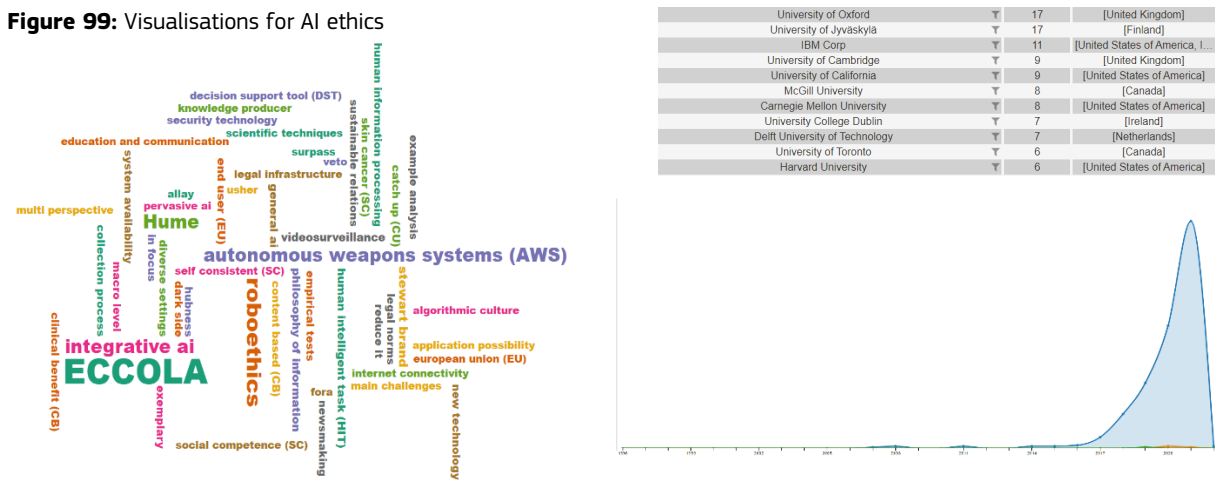 Figure 99: Visualisations for AI ethics
human information processing
decision support tool (DST)
knowledge producer
security technology
sustainable relations
skin cancer (SC)
scientific techniques
education and communication
example analysis
surpass
system availability
veto
end user (EU)
legal infrastructure
catch up (CU)
general ai
usher
allay
pervasive ai
multi perspective
Hume
collection process
in focus
diverse settings
videosurveillance
autonomous weapons systems (AWS)
macro level
self consistent (SC)
dark side
hubness
roboethics
content based (CB)
philosophy of information
empirical tests
human intelligent task (HIT)
legal norms
reduce it
stewart brand
algorithmic culture
clinical benefit (CB)
integrative ai
application possibility
european union (EU)
ECCOLA
internet connectivity
exemplary
fora
main challenges
newsmaking
new technology
social competence (SC)
University of Oxford 17 [United Kingdom]
University of Jyväskylä 17 [Finland]
IBM Corp 11 [United States of America, I...
University of Cambridge 9 [United Kingdom]
University of California 9 [United States of America]
McGill University 8 [Canada]
Carnegie Mellon University 8 [United States of America]
University College Dublin 7 [Ireland]
Delft University of Technology 7 [Netherlands]
University of Toronto 6 [Canada]
Harvard University 6 [United States of America]